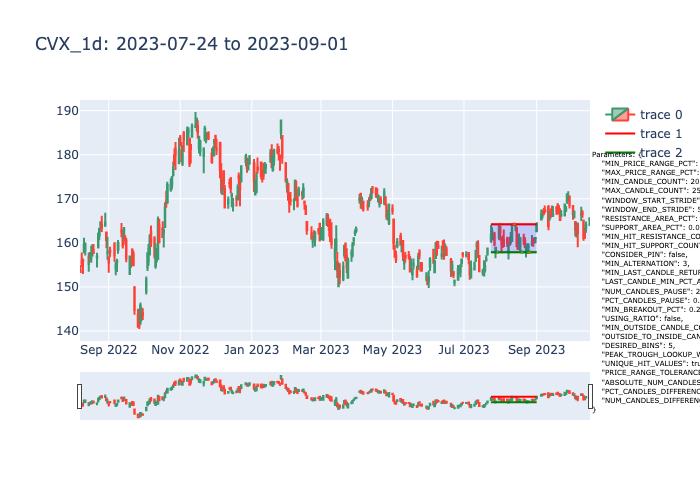 CVX_1d: 2023-07-24 to 2023-09-01
190
180
170
160
150
140
Sep 2022
Nov 2022
Jan 2023
Mar 2023
May 2023
Jul 2023
Sep 2023
trace 0
trace 1
trace 2
Parameters: {
"MIN_PRICE_RANGE_PCT":
"MAX_PRICE_RANGE_PCT":
"MIN_CANDLE_COUNT": 20
"MAX_CANDLE_COUNT": 25
"WINDOW_START_STRIDE"
"WINDOW_END_STRIDE": 5
"RESISTANCE_AREA_PCT":
"SUPPORT_AREA_PCT": 0.0
"MIN_HIT_RESISTANCE_CO
"MIN_HIT_SUPPORT_COUNT
"CONSIDER_PIN": false,
"MIN_ALTERNATION": 3,
"MIN_LAST_CANDLE_RETUR
"LAST_CANDLE_MIN_PCT_A
"NUM_CANDLES_PAUSE": 2
"PCT_CANDLES_PAUSE": 0.
"MIN_BREAKOUT_PCT": 0.2
"USING_RATIO": false,
"MIN_OUTSIDE_CANDLE_CO
"OUTSIDE_TO_INSIDE_CAN
"DESIRED_BINS": 5,
"PEAK_TROUGH_LOOKUP_W
"UNIQUE_HIT_VALUES": tru
"PRICE_RANGE_TOLERANC
"ABSOLUTE_NUM_CANDLES
"PCT_CANDLES_DIFFERENC
"NUM_CANDLES_DIFFEREN
}